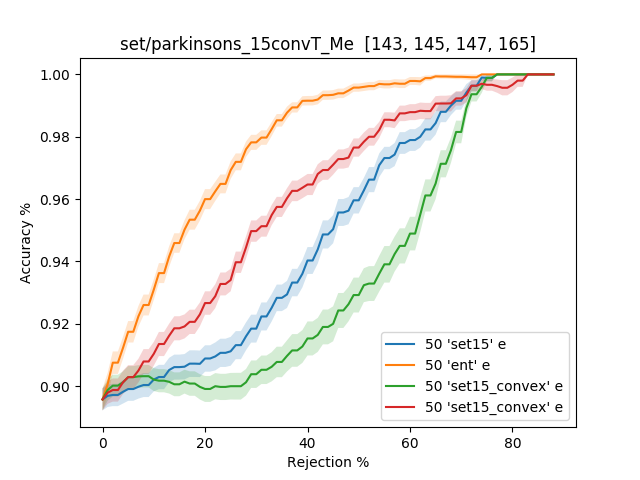 set/parkinsons_15convT_Me  [143, 145, 147, 165]
1.00
0.98
0.96
0.94
0.92
0.90
Accuracy %
0
20
40
60
80
Rejection %
50 'set15' e
50 'ent' e
50 'set15_convex' e
50 'set15_convex' e